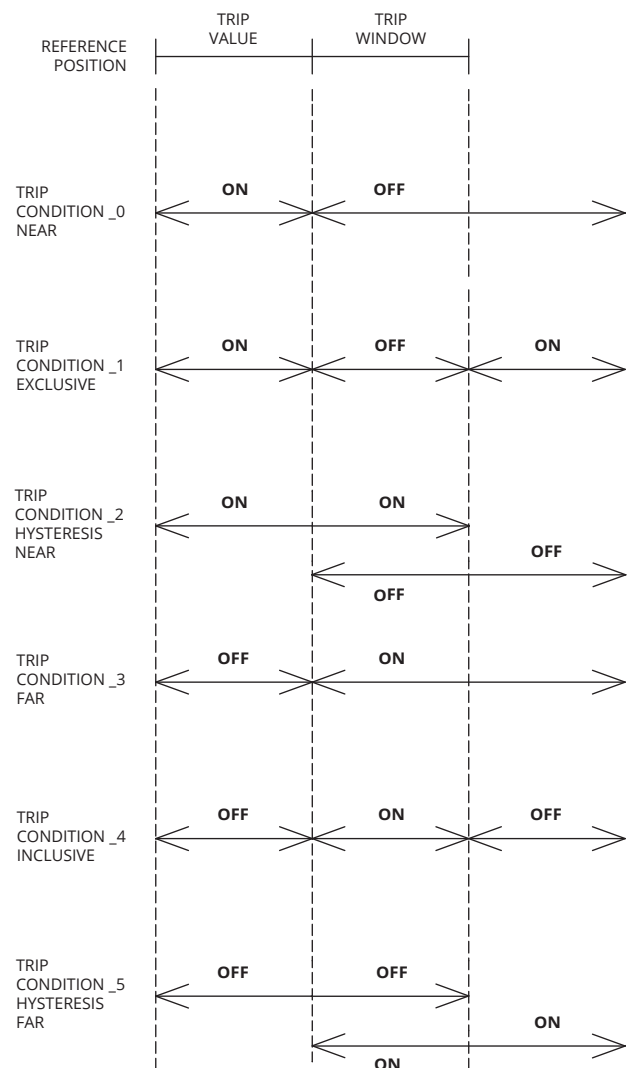 TRIP
VALUE
TRIP
WINDOW
REFERENCE
POSITION
TRIP
CONDITION _0
NEAR
ON
OFF
TRIP
CONDITION _1
EXCLUSIVE
ON
OFF
ON
TRIP
CONDITION _2
HYSTERESIS
NEAR
ON
ON
OFF
OFF
TRIP
CONDITION _3
FAR
OFF
ON
TRIP
CONDITION _4
INCLUSIVE
OFF
ON
OFF
TRIP
CONDITION _5
HYSTERESIS
FAR
OFF
OFF
ON
ON